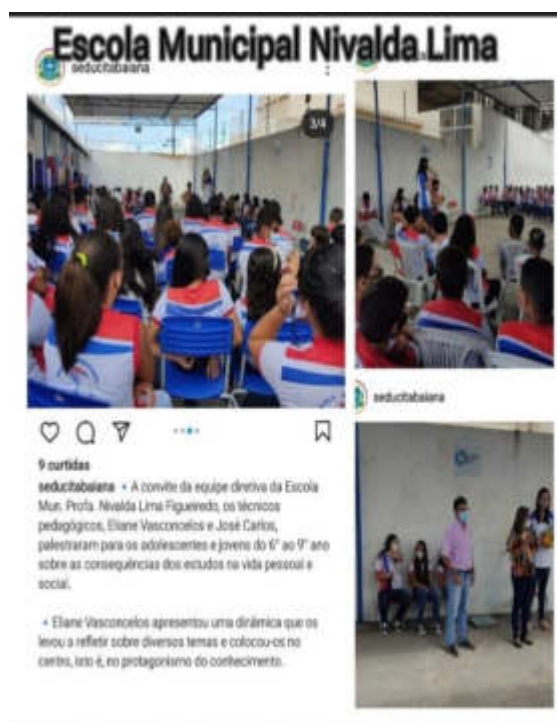 Escola Municipal Nivalda Lima
seducitabaiana
3/4
9 curtidas
seducitabaiana • A convite da equipe diretiva da Escola
Mun. Profa. Nivalda Lima Figueiredo, os técnicos
pedagógicos, Eliane Vasconcelos e José Carlos,
palestraram para os adolescentes e jovens do 6° ao 9° ano
sobre as consequências dos estudos na vida pessoal e
social.
• Eliane Vasconcelos apresentou uma dinâmica que os
levou a refletir sobre diversos temas e colocou-os no
centro, isto é, no protagonismo do conhecimento.
seducitabaiana